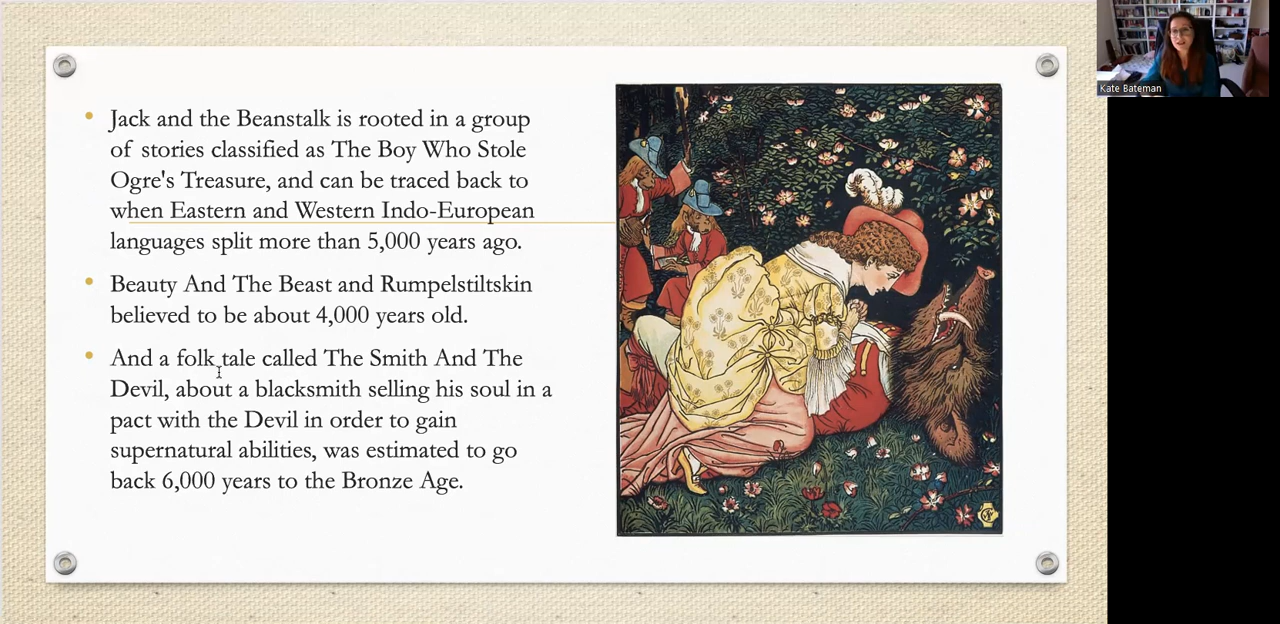 Jack and the Beanstalk is rooted in a group
of stories classified as The Boy Who Stole
Ogre's Treasure, and can be traced back to
when Eastern and Western Indo-European
languages split more than 5,000 years ago.
Beauty And The Beast and Rumpelstiltskin
believed to be about 4,000 years old.
And a folk tale called The Smith And The
Devil, about a blacksmith selling his soul in a
pact with the Devil in order to gain
supernatural abilities, was estimated to go
back 6,000 years to the Bronze Age.
Kate Bateman